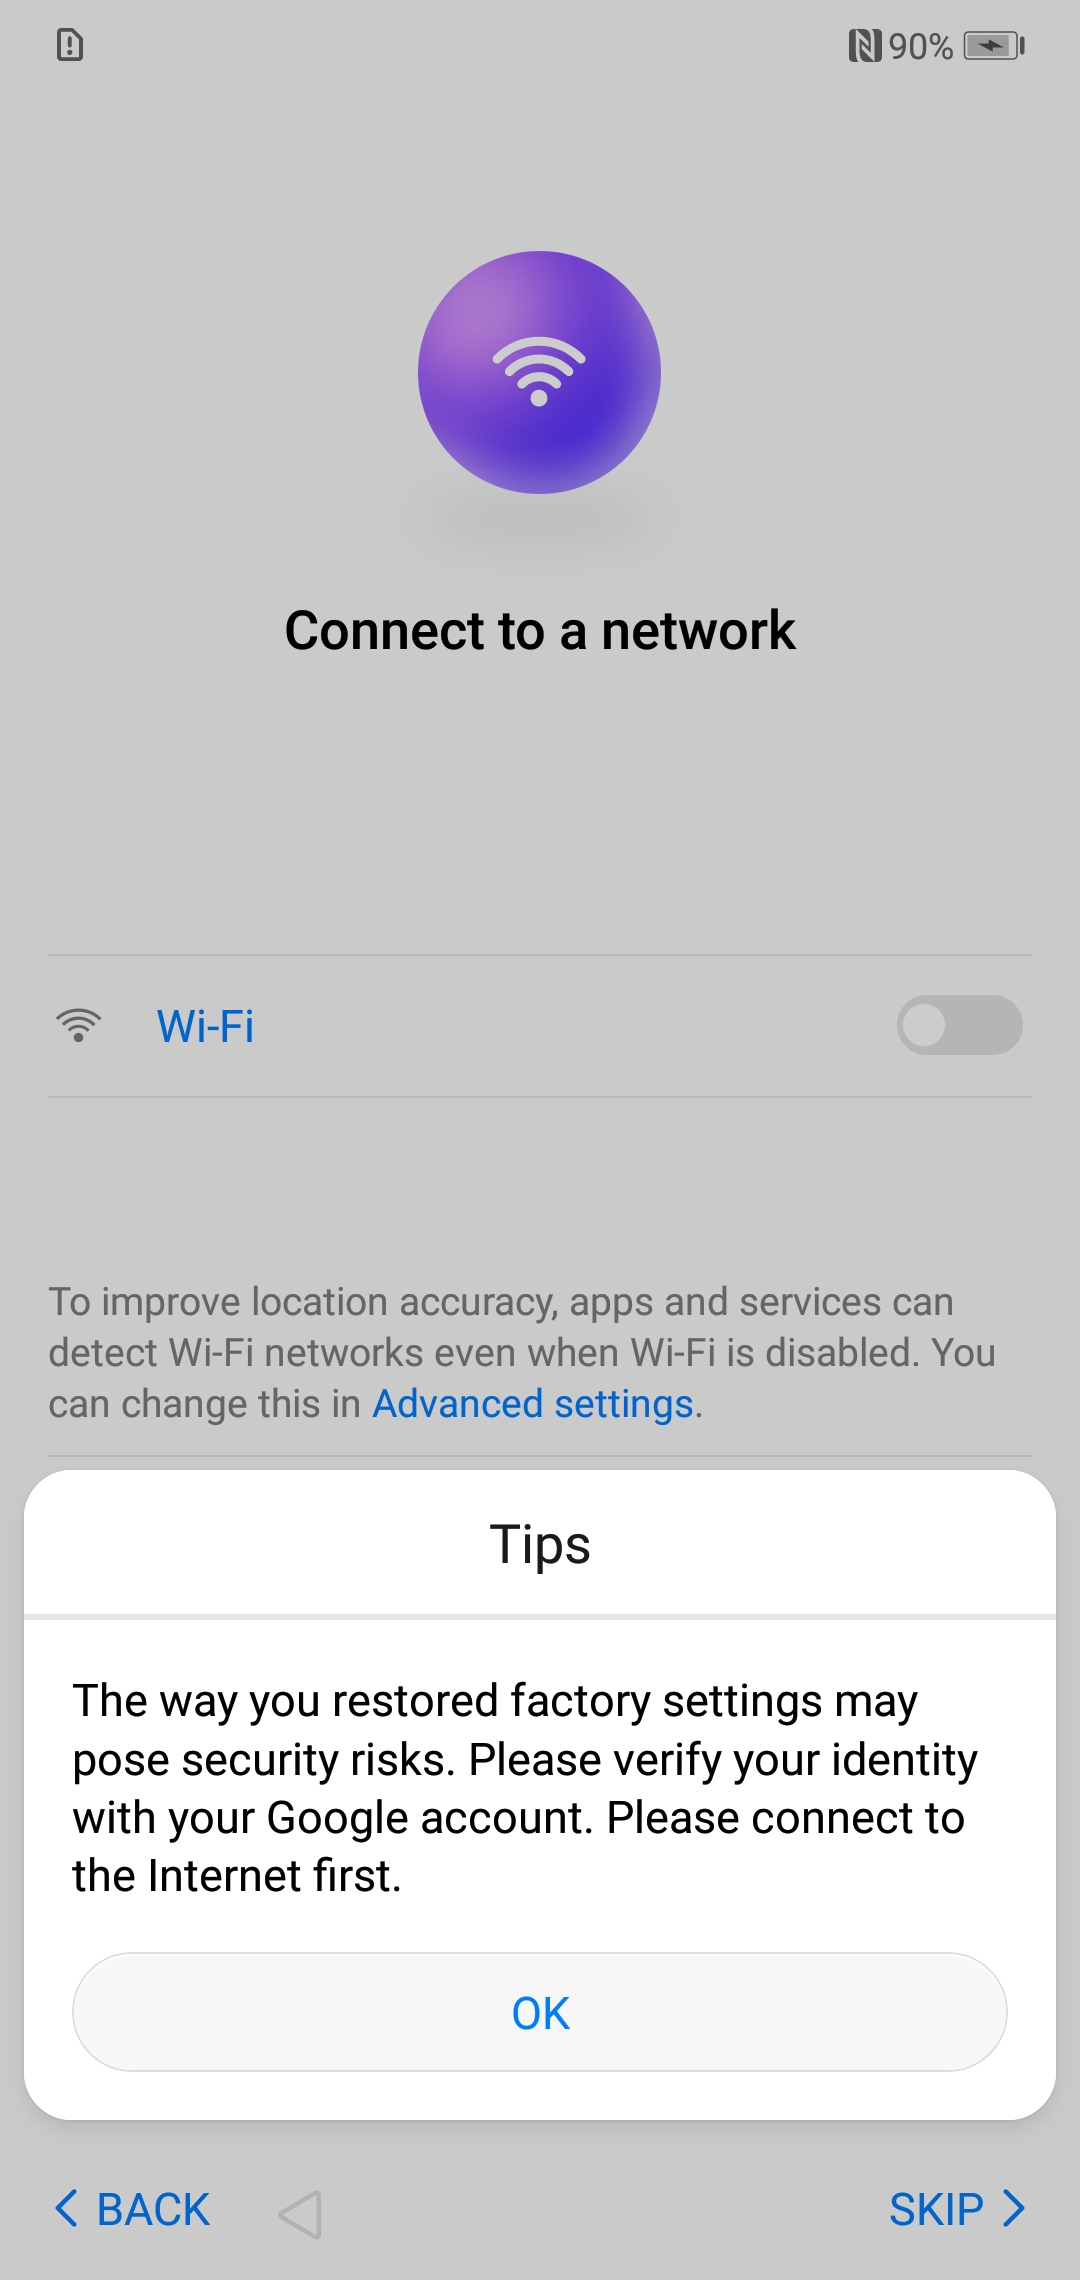 90%
Connect to a network
Wi-Fi
To improve location accuracy, apps and services can
detect Wi-Fi networks even when Wi-Fi is disabled. You
can change this in Advanced settings.
Tips
The way you restored factory settings may
pose security risks. Please verify your identity
with your Google account. Please connect to
the Internet first.
OK
BACK
SKIP